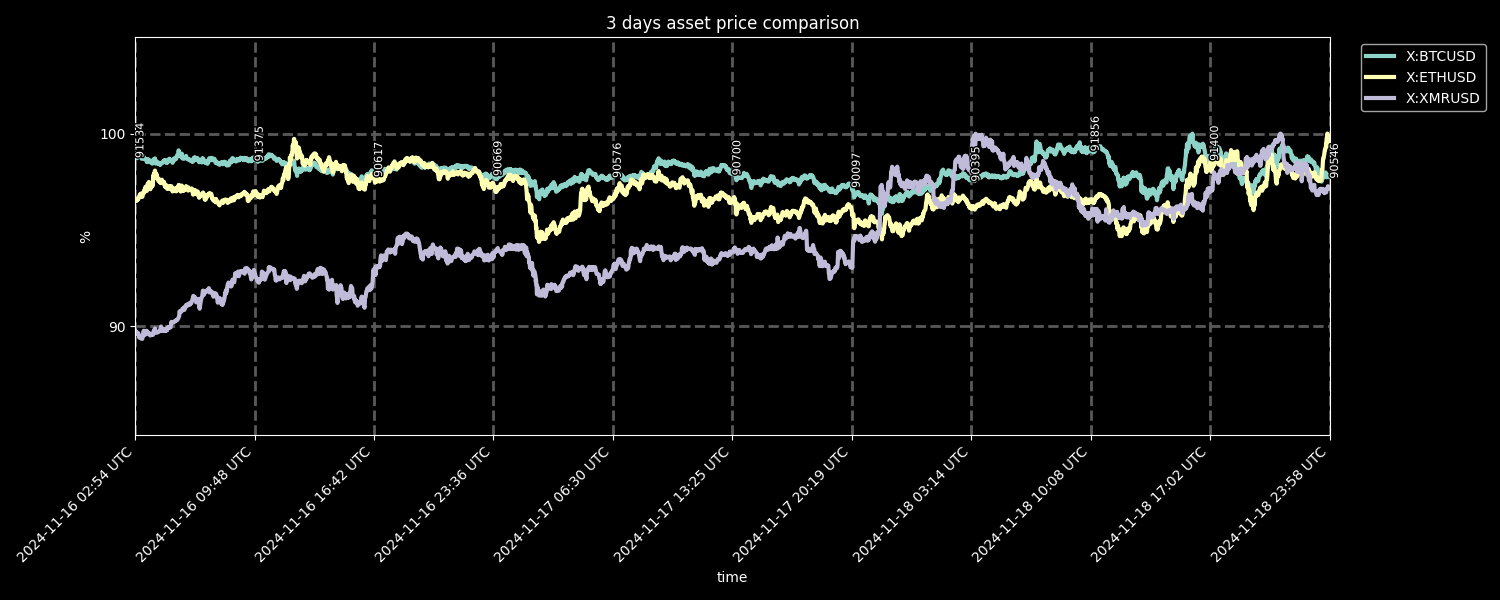 3 days asset price comparison
X:BTCUSD
X:ETHUSD
X:XMRUSD
100
90
%
91534
91375
90617
90669
90576
90700
90097
90395
91856
91400
90546
2024-11-16 02:54 UTC
2024-11-16 09:48 UTC
2024-11-16 16:42 UTC
2024-11-16 23:36 UTC
2024-11-17 06:30 UTC
2024-11-17 13:25 UTC
2024-11-17 20:19 UTC
2024-11-18 03:14 UTC
2024-11-18 10:08 UTC
2024-11-18 17:02 UTC
2024-11-18 23:58 UTC
time